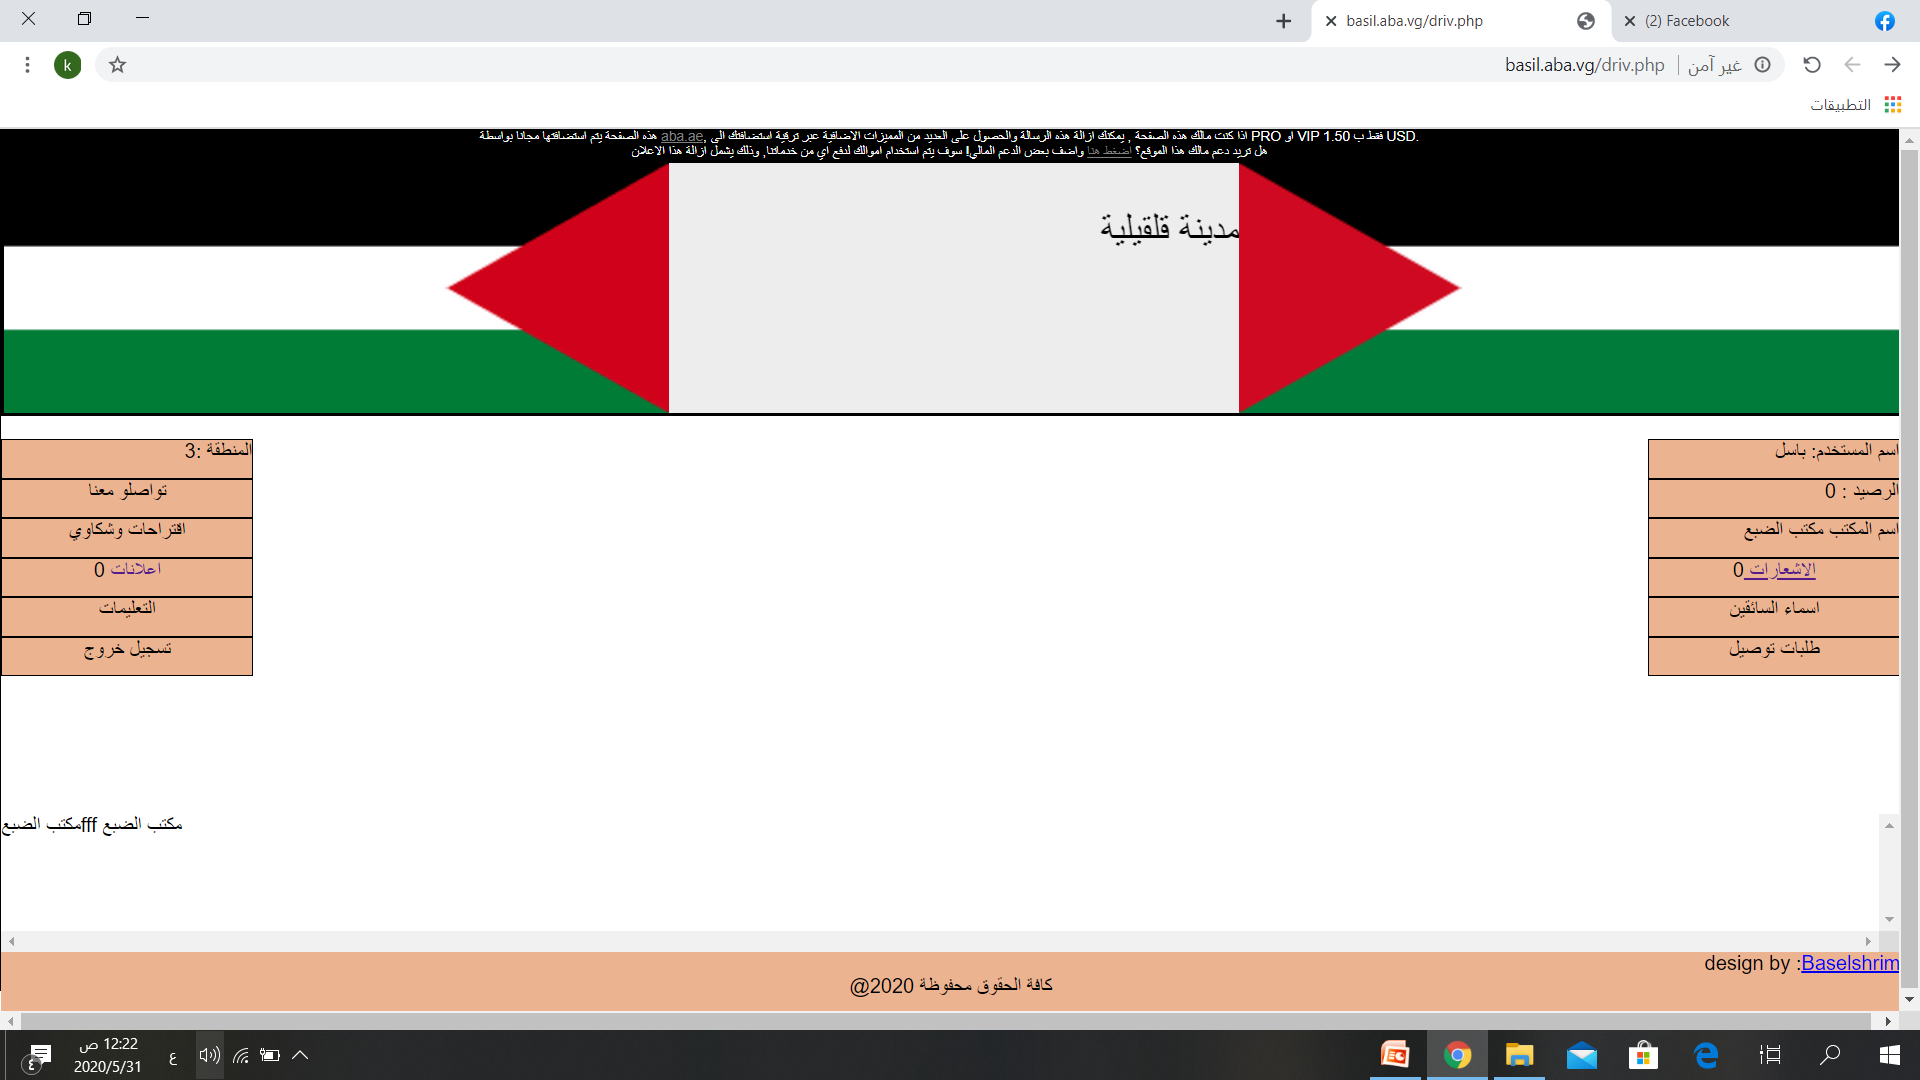 (2) Facebook
basil.aba.vg/driv.php
k
basil.aba.vg/driv.php
غير آمن
التطبيقات
هذه الصفحة يتم استضافتها مجانا بواسطة aba.ae, اذا كنت مالك هذه الصفحة , يمكنك ازالة هذه الرسالة والحصول على العديد من المميزات الاضافية عبر ترقية استضافتك الى PRO او VIP فقط ب 1.50 USD.
هل تريد دعم مالك هذا الموقع؟ اضغط هنا واضف بعض الدعم المالي! سوف يتم استخدام اموالك لدفع اي من خدماتنا, وذلك يشمل ازالة هذا الاعلان
مدينة قلقيلية
اسم المستخدم: باسل
الرصيد : 0
اسم المكتب مكتب الضبع
الاشعارات 0
اسماء السائقين
طلبات توصيل
المنطقة :3
تواصلو معنا
اقتراحات وشكاوي
اعلانات 0
التعليمات
تسجيل خروج
مكتب الضبع fffمكتب الضبع
design by :Baselshrim
كافة الحقوق محفوظة 2020@
12:22 ص
2020/5/31
ع
٤